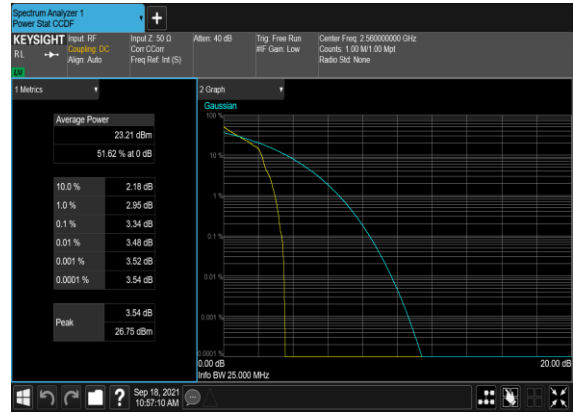 Spectrum Analyzer 1
Power Stat CCDF
KEYSIGHT
RL
LXI
Input: RF
Coupling: DC
Align: Auto
Input Z: 50 Ω
Corr CCorr
Freq Ref: Int (S)
Atten: 40 dB
Trig: Free Run
#IF Gain: Low
Center Freq: 2.560000000 GHz
Counts: 1.00 M/1.00 Mpt
Radio Std: None
1 Metrics
Average Power
23.21 dBm
51.62 % at 0 dB
10.0 % 2.18 dB
1.0 % 2.95 dB
0.1 % 3.34 dB
0.01 % 3.48 dB
0.001 % 3.52 dB
0.0001 % 3.54 dB
Peak
3.54 dB
26.75 dBm
2 Graph
Gaussian
100 %
10 %
1 %
0.1 %
0.01 %
0.001 %
0.0001 %
0.00 dB
20.00 dB
Info BW 25.000 MHz
?
Sep 18, 2021
10:57:10 AM